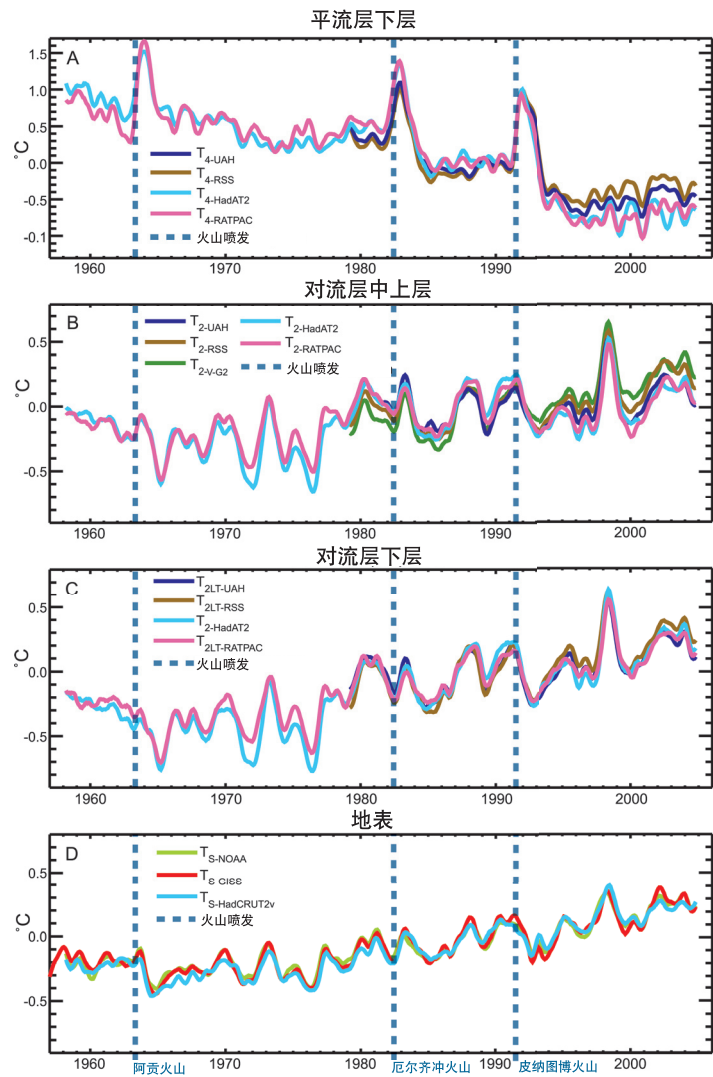 平流层下层
A
1.5
1.0
0.5
0.0
-0.5
-0.1
°C
T4-UAH
T4-RSS
T4-HadAT2
T4-RATPAC
火山喷发
1960 1970 1980 1990 2000
对流层中上层
B
0.5
0.0
-0.5
°C
T2-UAH T2-HadAT2
T2-RSS T2-RATPAC
T2-V-G2 火山喷发
1960 1970 1980 1990 2000
对流层下层
C
0.5
0.0
-0.5
°C
T2LT-UAH
T2LT-RSS
T2-HadAT2
T2LT-RATPAC
火山喷发
1960 1970 1980 1990 2000
地表
D
0.5
0.0
-0.5
°C
TS-NOAA
TS-HadCRUT2v
火山喷发
1960 1970 1980 1990 2000
阿贡火山 厄尔齐冲火山 皮纳图博火山